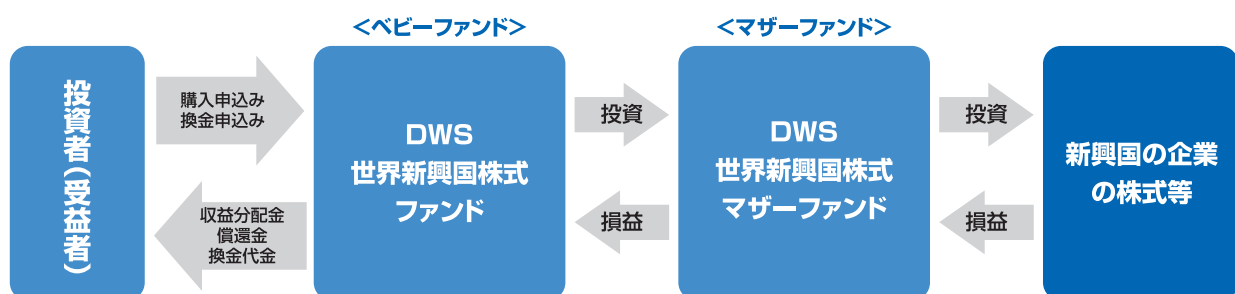 <ベビーファンド>
<マザーファンド>
投資者(受益者)
購入申込み
換金申込み
収益分配金
償還金
換金代金
DWS
世界新興国株式
ファンド
投資
損益
DWS
世界新興国株式
マザーファンド
投資
損益
新興国の企業
の株式等